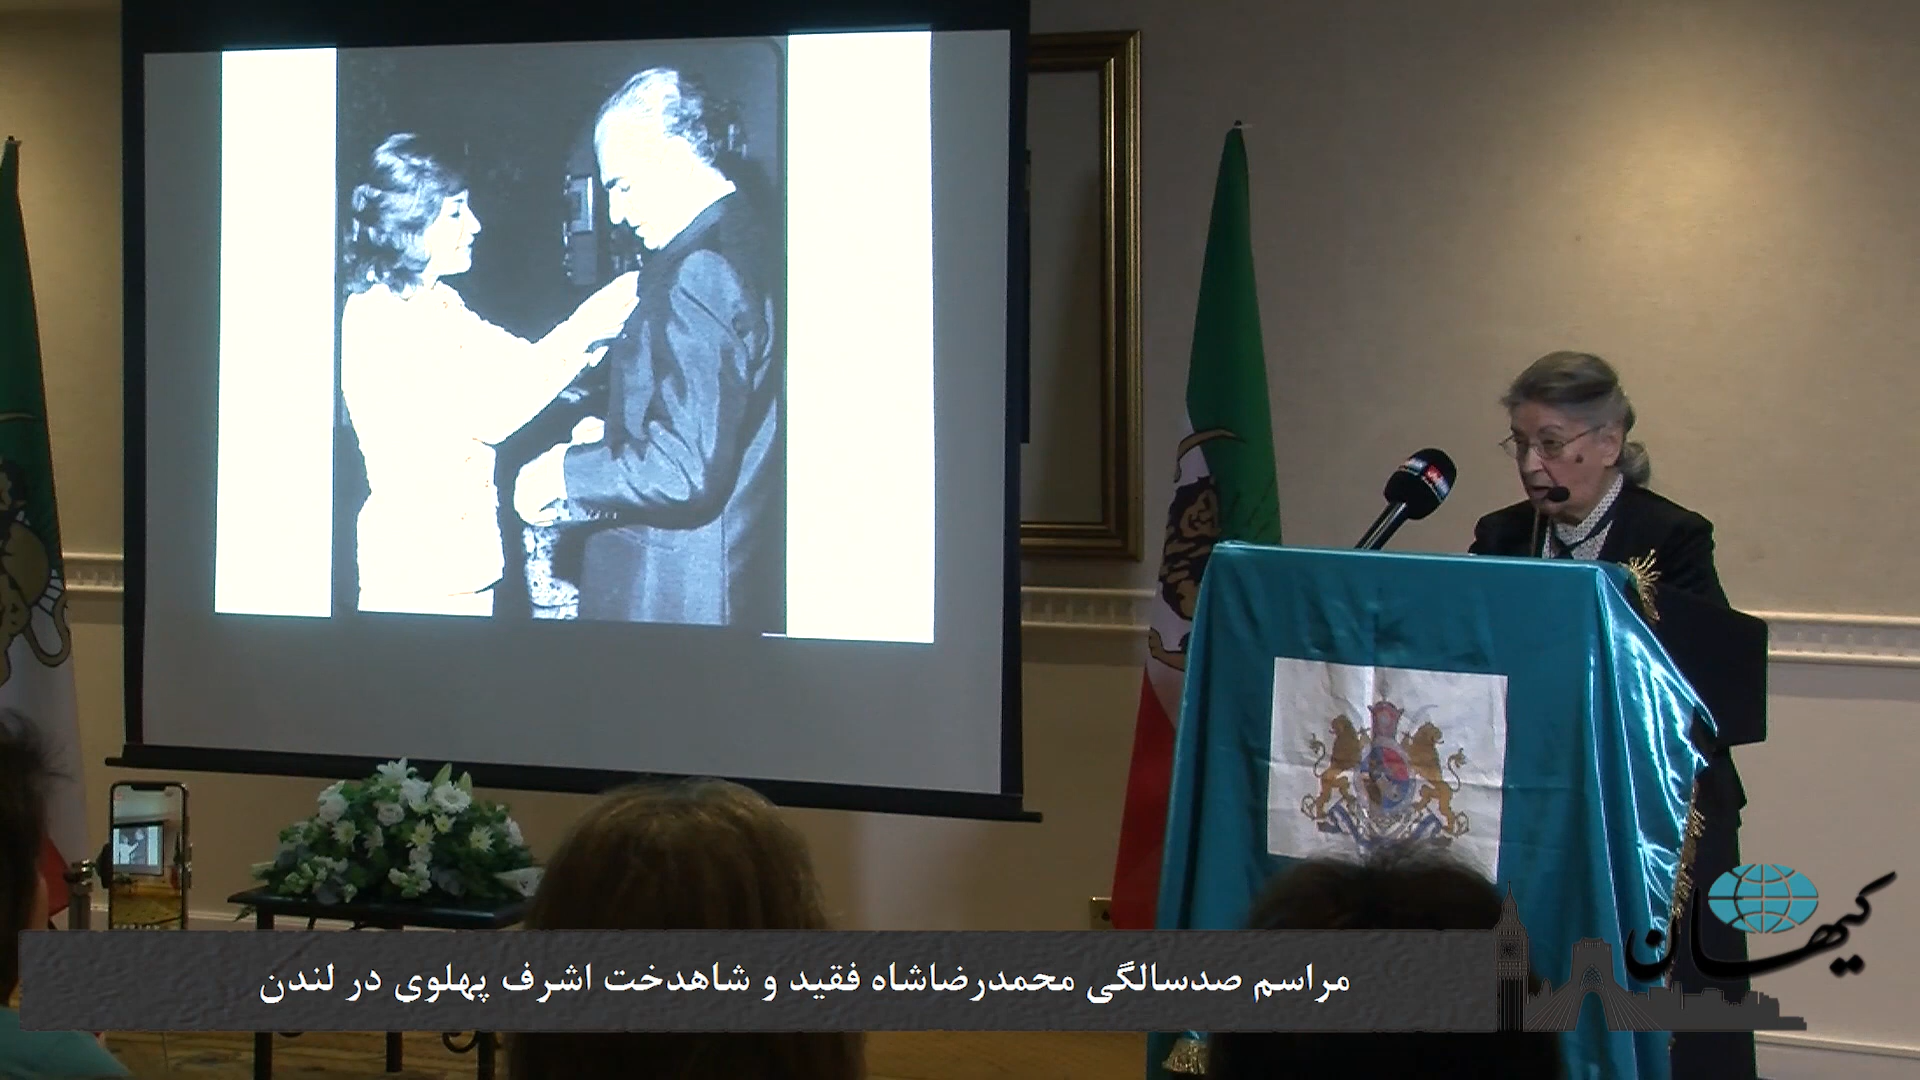 کیهان
مراسم صدسالگی محمدرضاشاه فقید و شاهدخت اشرف پهلوی در لندن